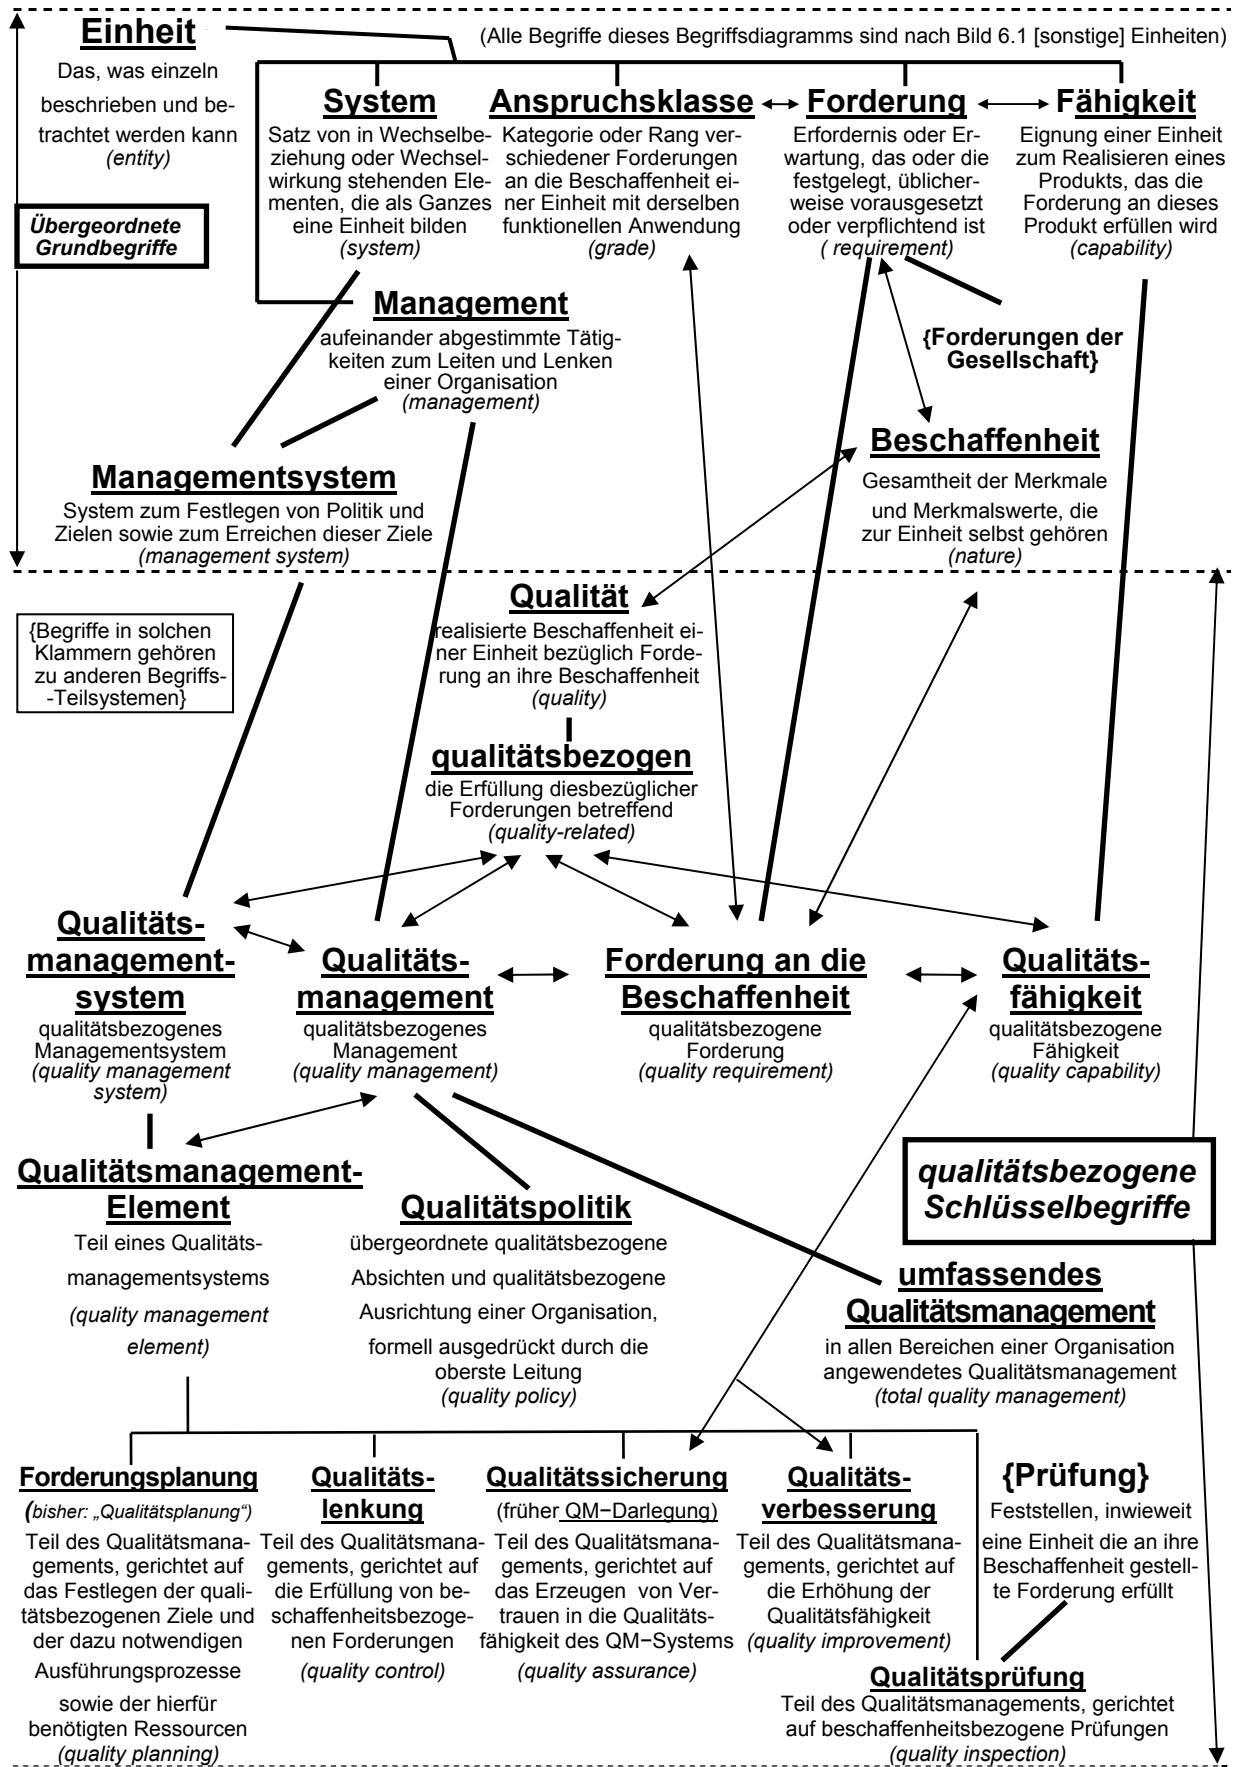 Einheit
(Alle Begriffe dieses Begriffsdiagramms sind nach Bild 6.1 [sonstige] Einheiten)
Das, was einzeln
beschrieben und be-
trachtet werden kann
(entity)
System
Satz von in Wechselbe-
ziehung oder Wechsel-
wirkung stehenden Ele-
menten, die als Ganzes
eine Einheit bilden
(system)
Anspruchsklasse
Kategorie oder Rang ver-
schiedener Forderungen
an die Beschaffenheit ei-
ner Einheit mit derselben
funktionellen Anwendung
(grade)
Forderung
Erfordernis oder Er-
wartung, das oder die
festgelegt, üblicher-
weise vorausgesetzt
oder verpflichtend ist
( requirement)
Fähigkeit
Eignung einer Einheit
zum Realisieren eines
Produkts, das die
Forderung an dieses
Produkt erfüllen wird
(capability)
Übergeordnete
Grundbegriffe
Management
aufeinander abgestimmte Tätig-
keiten zum Leiten und Lenken
einer Organisation
(management)
{Forderungen der
Gesellschaft}
Beschaffenheit
Gesamtheit der Merkmale
und Merkmalswerte, die
zur Einheit selbst gehören
(nature)
Managementsystem
System zum Festlegen von Politik und
Zielen sowie zum Erreichen dieser Ziele
(management system)
Qualität
realisierte Beschaffenheit ei-
ner Einheit bezüglich Forde-
rung an ihre Beschaffenheit
(quality)
{Begriffe in solchen
Klammern gehören
zu anderen Begriffs-
-Teilsystemen}
qualitätsbezogen
die Erfüllung diesbezüglicher
Forderungen betreffend
(quality-related)
Qualitäts-
management-
system
qualitätsbezogenes
Managementsystem
(quality management
system)
Qualitäts-
management
qualitätsbezogenes
Management
(quality management)
Forderung an die
Beschaffenheit
qualitätsbezogene
Forderung
(quality requirement)
Qualitäts-
fähigkeit
qualitätsbezogene
Fähigkeit
(quality capability)
Qualitätsmanagement-
Element
Teil eines Qualitäts-
managementsystems
(quality management
element)
Qualitätspolitik
übergeordnete qualitätsbezogene
Absichten und qualitätsbezogene
Ausrichtung einer Organisation,
formell ausgedrückt durch die
oberste Leitung
(quality policy)
qualitätsbezogene
Schlüsselbegriffe
umfassendes
Qualitätsmanagement
in allen Bereichen einer Organisation
angewendetes Qualitätsmanagement
(total quality management)
Forderungsplanung
(bisher: „Qualitätsplanung“)
Teil des Qualitätsmana-
gements, gerichtet auf
das Festlegen der quali-
tätsbezogenen Ziele und
der dazu notwendigen
Ausführungsprozesse
sowie der hierfür
benötigten Ressourcen
(quality planning)
Qualitäts-
lenkung
Teil des Qualitätsmana-
gements, gerichtet auf
die Erfüllung von be-
schaffenheitsbezoge-
nen Forderungen
(quality control)
Qualitätssicherung
(früher QM−Darlegung)
Teil des Qualitätsmana-
gements, gerichtet auf
das Erzeugen von Ver-
trauen in die Qualitäts-
fähigkeit des QM−Systems
(quality assurance)
Qualitäts-
verbesserung
Teil des Qualitätsmana-
gements, gerichtet auf
die Erhöhung der
Qualitätsfähigkeit
(quality improvement)
{Prüfung}
Feststellen, inwieweit
eine Einheit die an ihre
Beschaffenheit gestell-
te Forderung erfüllt
Qualitätsprüfung
Teil des Qualitätsmanagements, gerichtet
auf beschaffenheitsbezogene Prüfungen
(quality inspection)